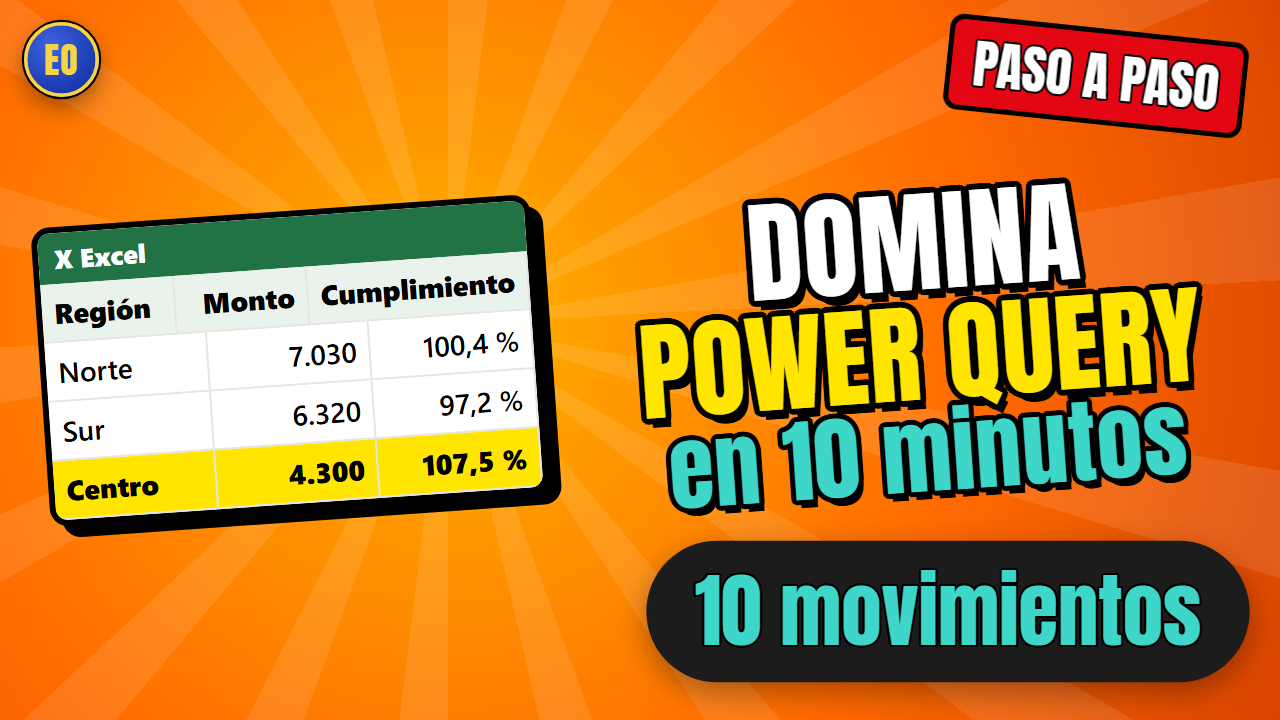 EO
PASO A PASO
X Excel
Región Monto Cumplimiento
Norte 7.030 100,4 %
Sur 6.320 97,2 %
Centro 4.300 107,5 %
DOMINA
POWER QUERY
en 10 minutos
10 movimientos